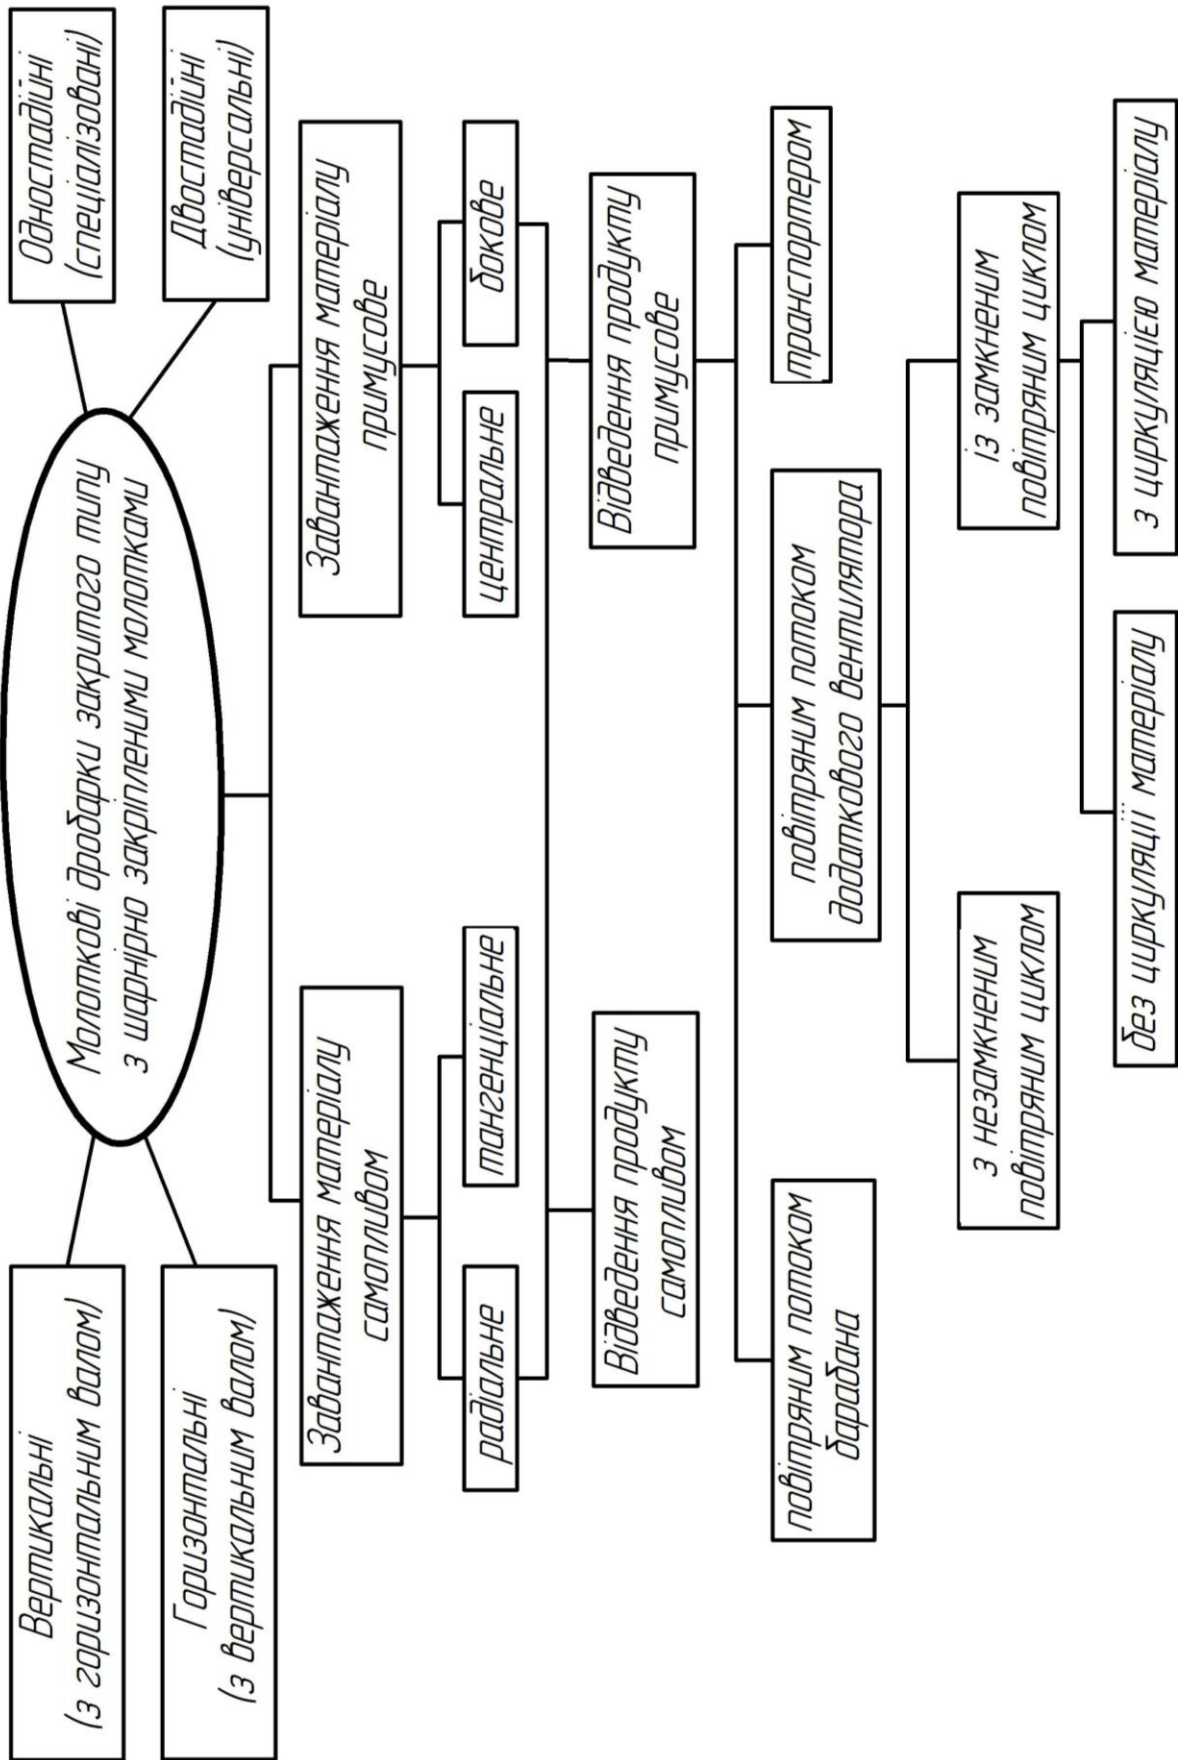 Молоткові дробарки закритого типу
з шарнірно закріпленими молотками
Вертикальні
(з горизонтальним валом)
Горизонтальні
(з вертикальним валом)
Одностадійні
(спеціалізовані)
Двостадійні
(універсальні)
Завантаження матеріалу
самопливом
Завантаження матеріалу
примусове
радіальне
тангенціальне
центральне
бокове
Відведення продукту
самопливом
Відведення продукту
примусове
повітряним потоком
барабана
повітряним потоком
додаткового вентилятора
транспортером
з незамкненим
повітряним циклом
із замкненим
повітряним циклом
без циркуляції матеріалу
з циркуляцією матеріалу